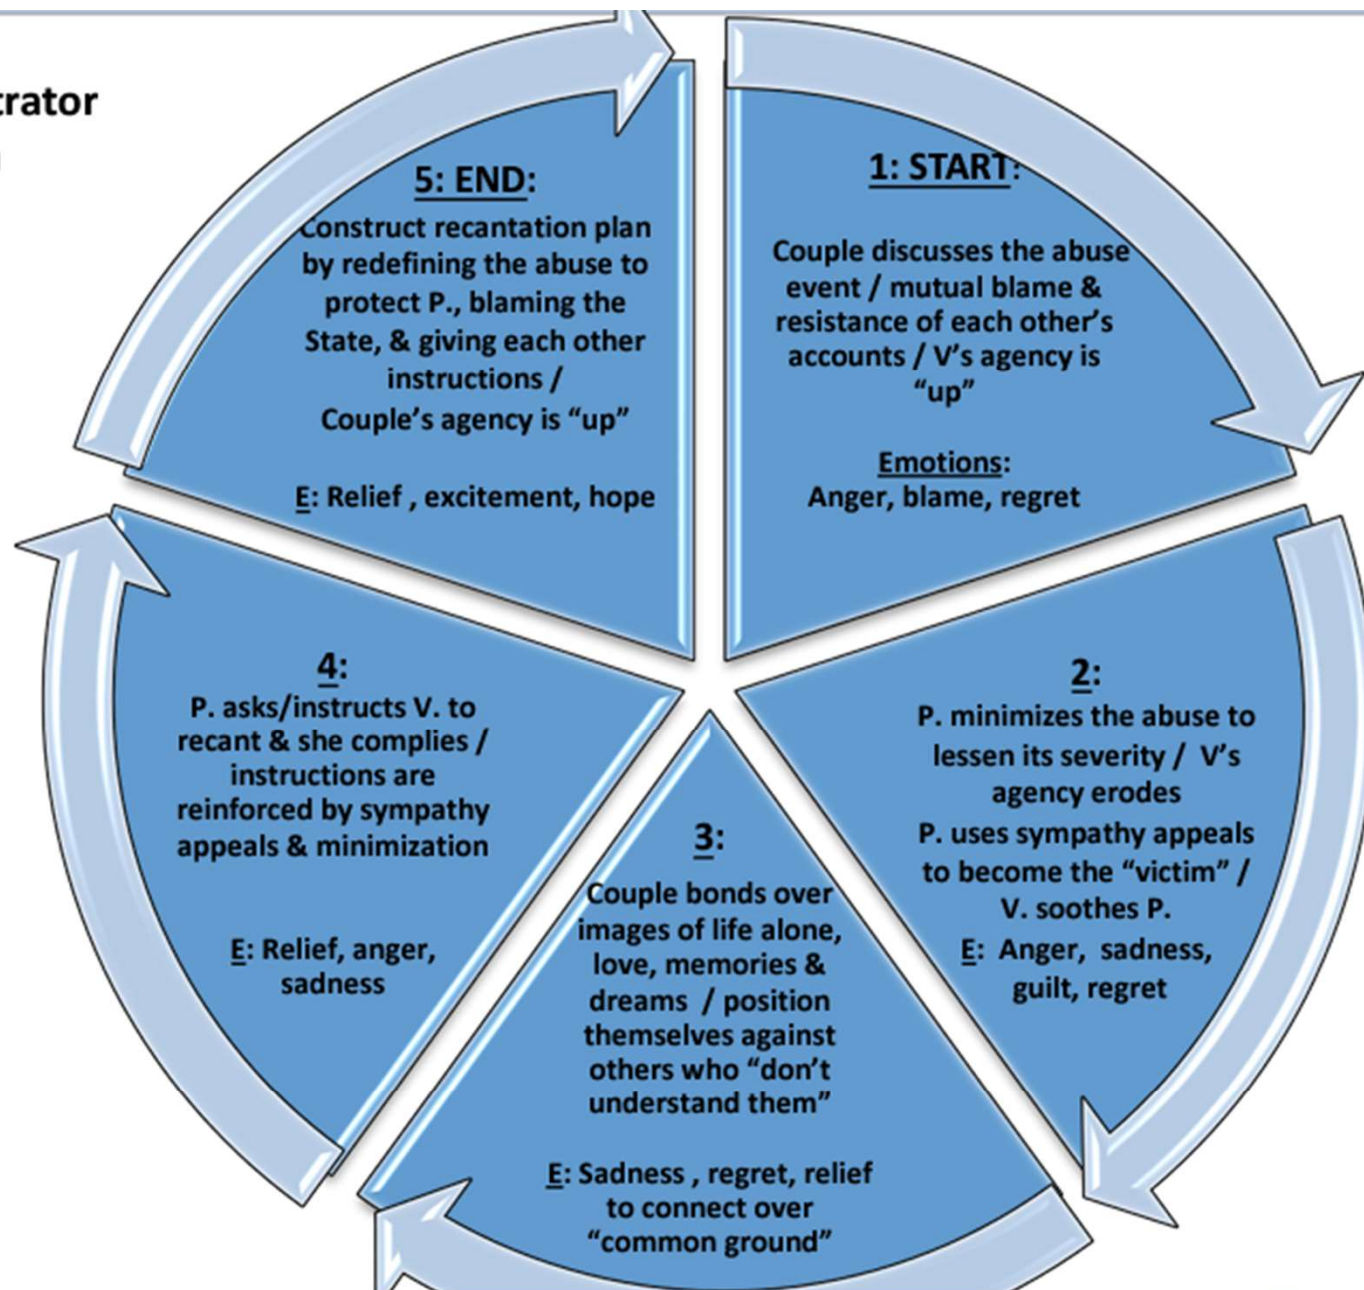 trator
1: START:
Couple discusses the abuse
event / mutual blame &
resistance of each other's
accounts / V's agency is
“up”
Emotions:
Anger, blame, regret
2:
P. minimizes the abuse to
lessen its severity / V's
agency erodes
P. uses sympathy appeals
to become the “victim” /
V. soothes P.
E: Anger, sadness,
guilt, regret
3:
Couple bonds over
images of life alone,
love, memories &
dreams / position
themselves against
others who “don't
understand them”
E: Sadness , regret, relief
to connect over
“common ground”
4:
P. asks/instructs V. to
recant & she complies /
instructions are
reinforced by sympathy
appeals & minimization
E: Relief, anger,
sadness
5: END:
Construct recantation plan
by redefining the abuse to
protect P., blaming the
State, & giving each other
instructions /
Couple's agency is “up”
E: Relief , excitement, hope